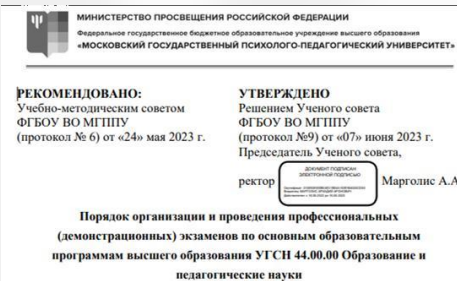 МИНИСТЕРСТВО ПРОСВЕЩЕНИЯ РОССИЙСКОЙ ФЕДЕРАЦИИ
Федеральное государственное бюджетное образовательное учреждение высшего образования
«МОСКОВСКИЙ ГОСУДАРСТВЕННЫЙ ПСИХОЛОГО-ПЕДАГОГИЧЕСКИЙ УНИВЕРСИТЕТ»
РЕКОМЕНДОВАНО:
Учебно-методическим советом
ФГБОУ ВО МГППУ
(протокол № 6) от «24» мая 2023 г.
УТВЕРЖДЕНО
Решением Ученого совета
ФГБОУ ВО МГППУ
(протокол №9) от «07» июня 2023 г.
Председатель Ученого совета,
ДОКУМЕНТ ПОДПИСАН
ЭЛЕКТРОННОЙ ПОДПИСЬЮ
ректор Марголис А.А
Порядок организации и проведения профессиональных
(демонстрационных) экзаменов по основным образовательным
программам высшего образования УГСН 44.00.00 Образование и
педагогические науки